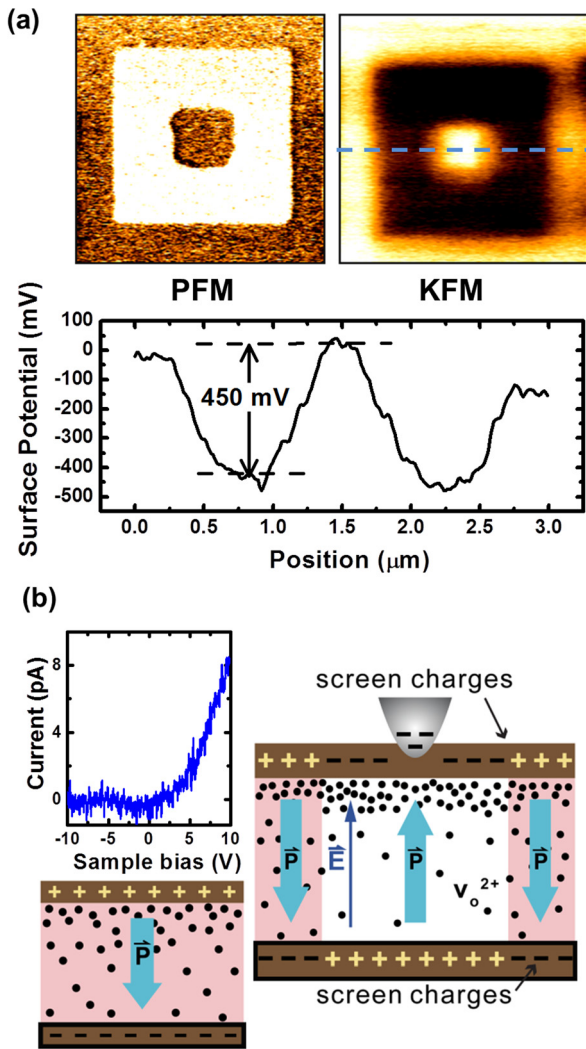 (a)
PFM KFM
Surface Potential (mV)
100
0
-100
-200
-300
-400
-500
450 mV
0.0 0.5 1.0 1.5 2.0 2.5 3.0
Position (μm)
(b)
Current (pA)
8
4
0
-10 -5 0 5 10
Sample bias (V)
screen charges
− − −
+ + + − − − − − − + + +
P⃗ E⃗ P⃗ P⃗
Vo2+
− − − + + + + + + + + − − −
screen charges
+ + + + + + + + +
P⃗
− − − − − − − − −